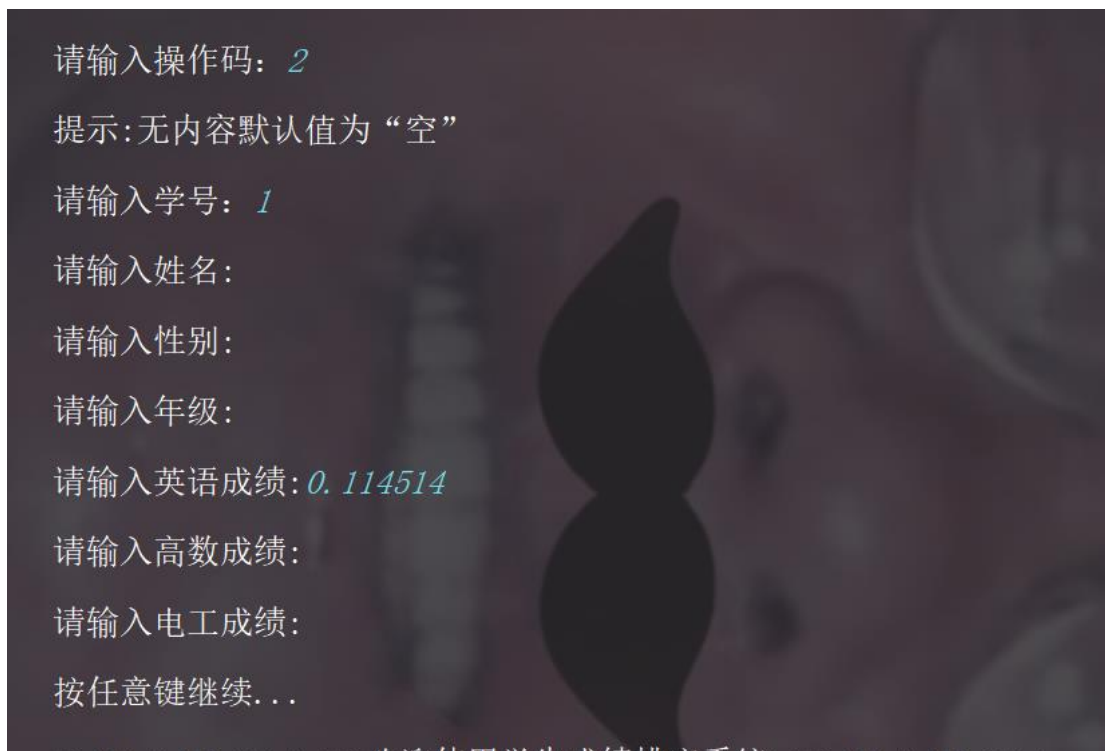 请输入操作码：2
提示:无内容默认值为“空”
请输入学号：1
请输入姓名:
请输入性别:
请输入年级:
请输入英语成绩:0.114514
请输入高数成绩:
请输入电工成绩:
按任意键继续...